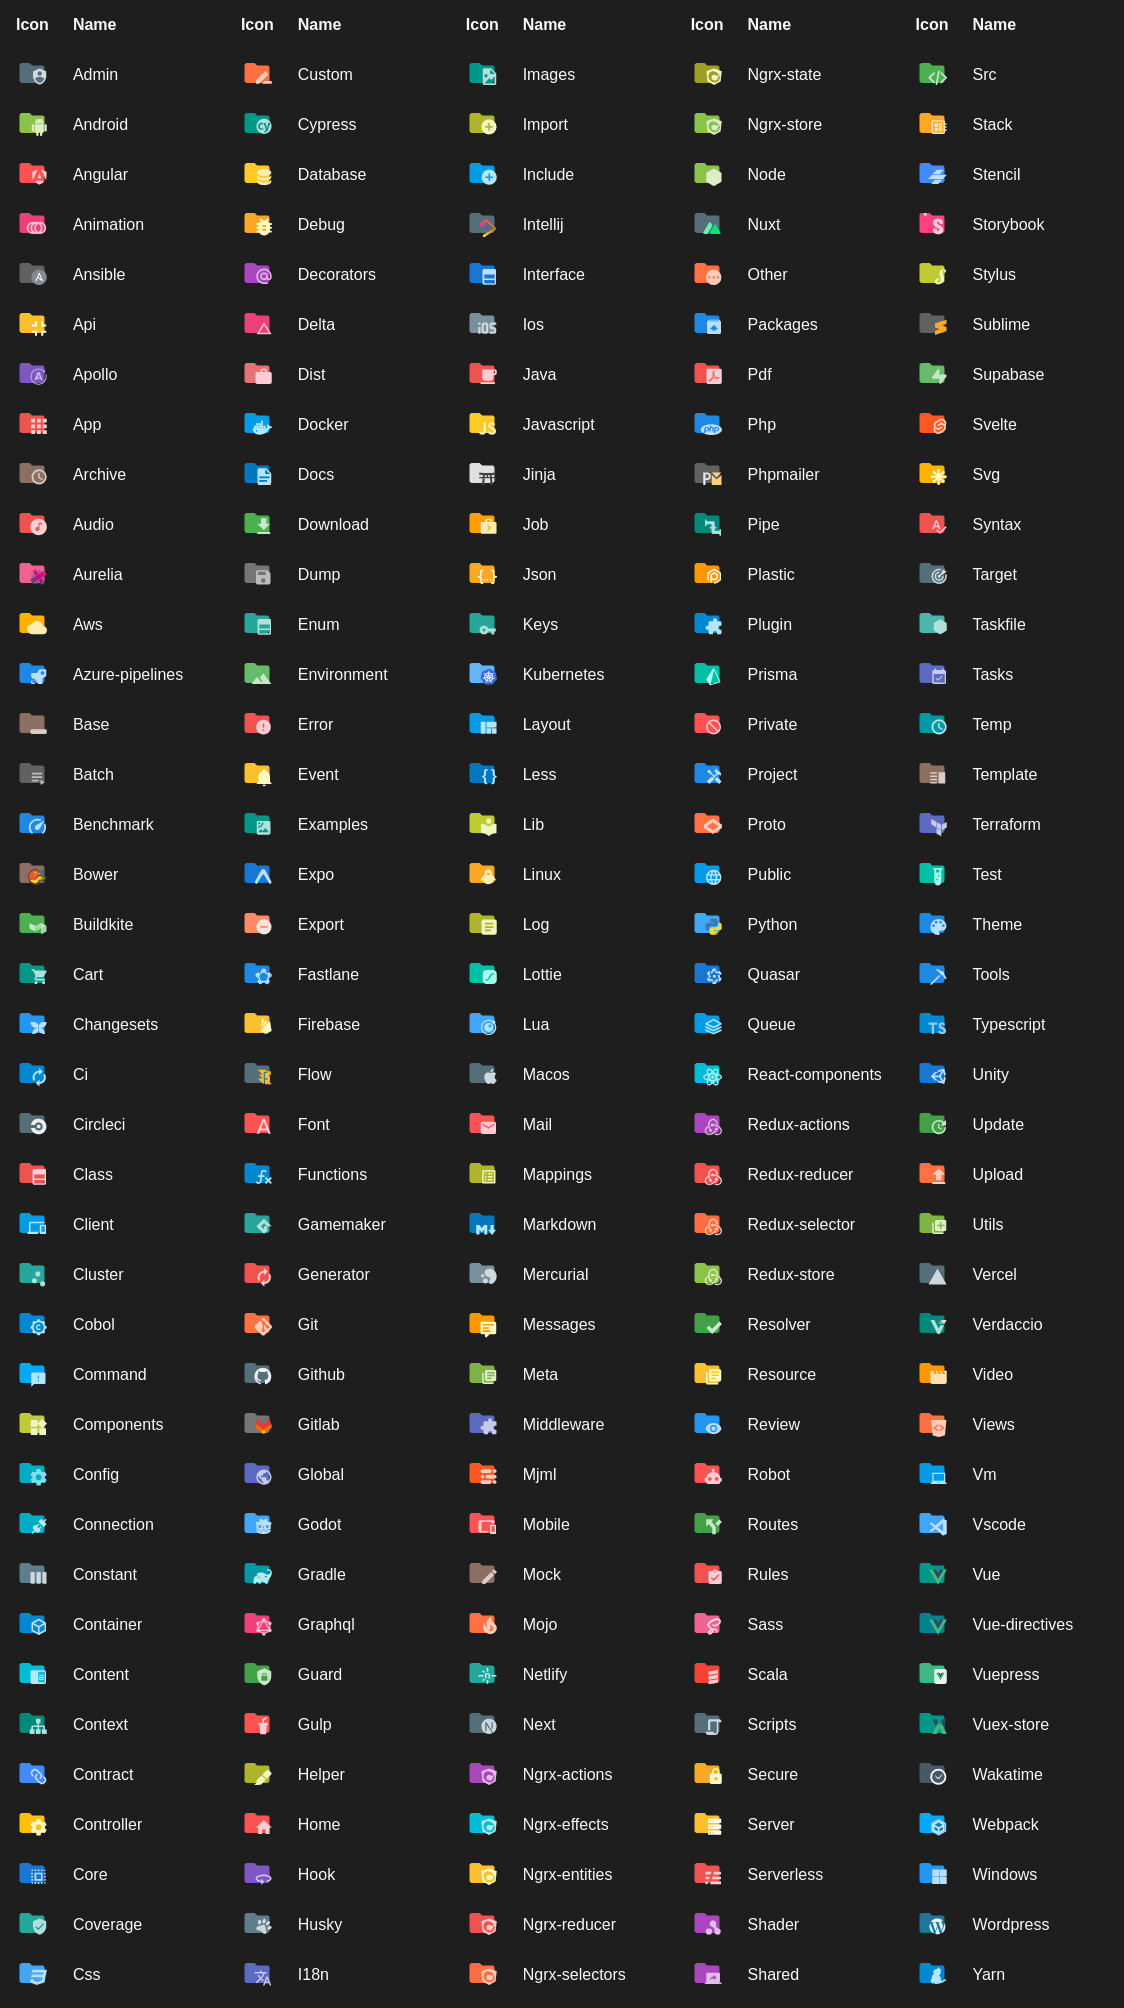 Icon Name Icon Name Icon Name Icon Name Icon Name
Admin Custom Images Ngrx-state Src
Android Cypress Import Ngrx-store Stack
Angular Database Include Node Stencil
Animation Debug Intellij Nuxt Storybook
Ansible Decorators Interface Other Stylus
Api Delta Ios Packages Sublime
Apollo Dist Java Pdf Supabase
App Docker Javascript Php Svelte
Archive Docs Jinja Phpmailer Svg
Audio Download Job Pipe Syntax
Aurelia Dump Json Plastic Target
Aws Enum Keys Plugin Taskfile
Azure-pipelines Environment Kubernetes Prisma Tasks
Base Error Layout Private Temp
Batch Event Less Project Template
Benchmark Examples Lib Proto Terraform
Bower Expo Linux Public Test
Buildkite Export Log Python Theme
Cart Fastlane Lottie Quasar Tools
Changesets Firebase Lua Queue Typescript
Ci Flow Macos React-components Unity
Circleci Font Mail Redux-actions Update
Class Functions Mappings Redux-reducer Upload
Client Gamemaker Markdown Redux-selector Utils
Cluster Generator Mercurial Redux-store Vercel
Cobol Git Messages Resolver Verdaccio
Command Github Meta Resource Video
Components Gitlab Middleware Review Views
Config Global Mjml Robot Vm
Connection Godot Mobile Routes Vscode
Constant Gradle Mock Rules Vue
Container Graphql Mojo Sass Vue-directives
Content Guard Netlify Scala Vuepress
Context Gulp Next Scripts Vuex-store
Contract Helper Ngrx-actions Secure Wakatime
Controller Home Ngrx-effects Server Webpack
Core Hook Ngrx-entities Serverless Windows
Coverage Husky Ngrx-reducer Shader Wordpress
Css I18n Ngrx-selectors Shared Yarn